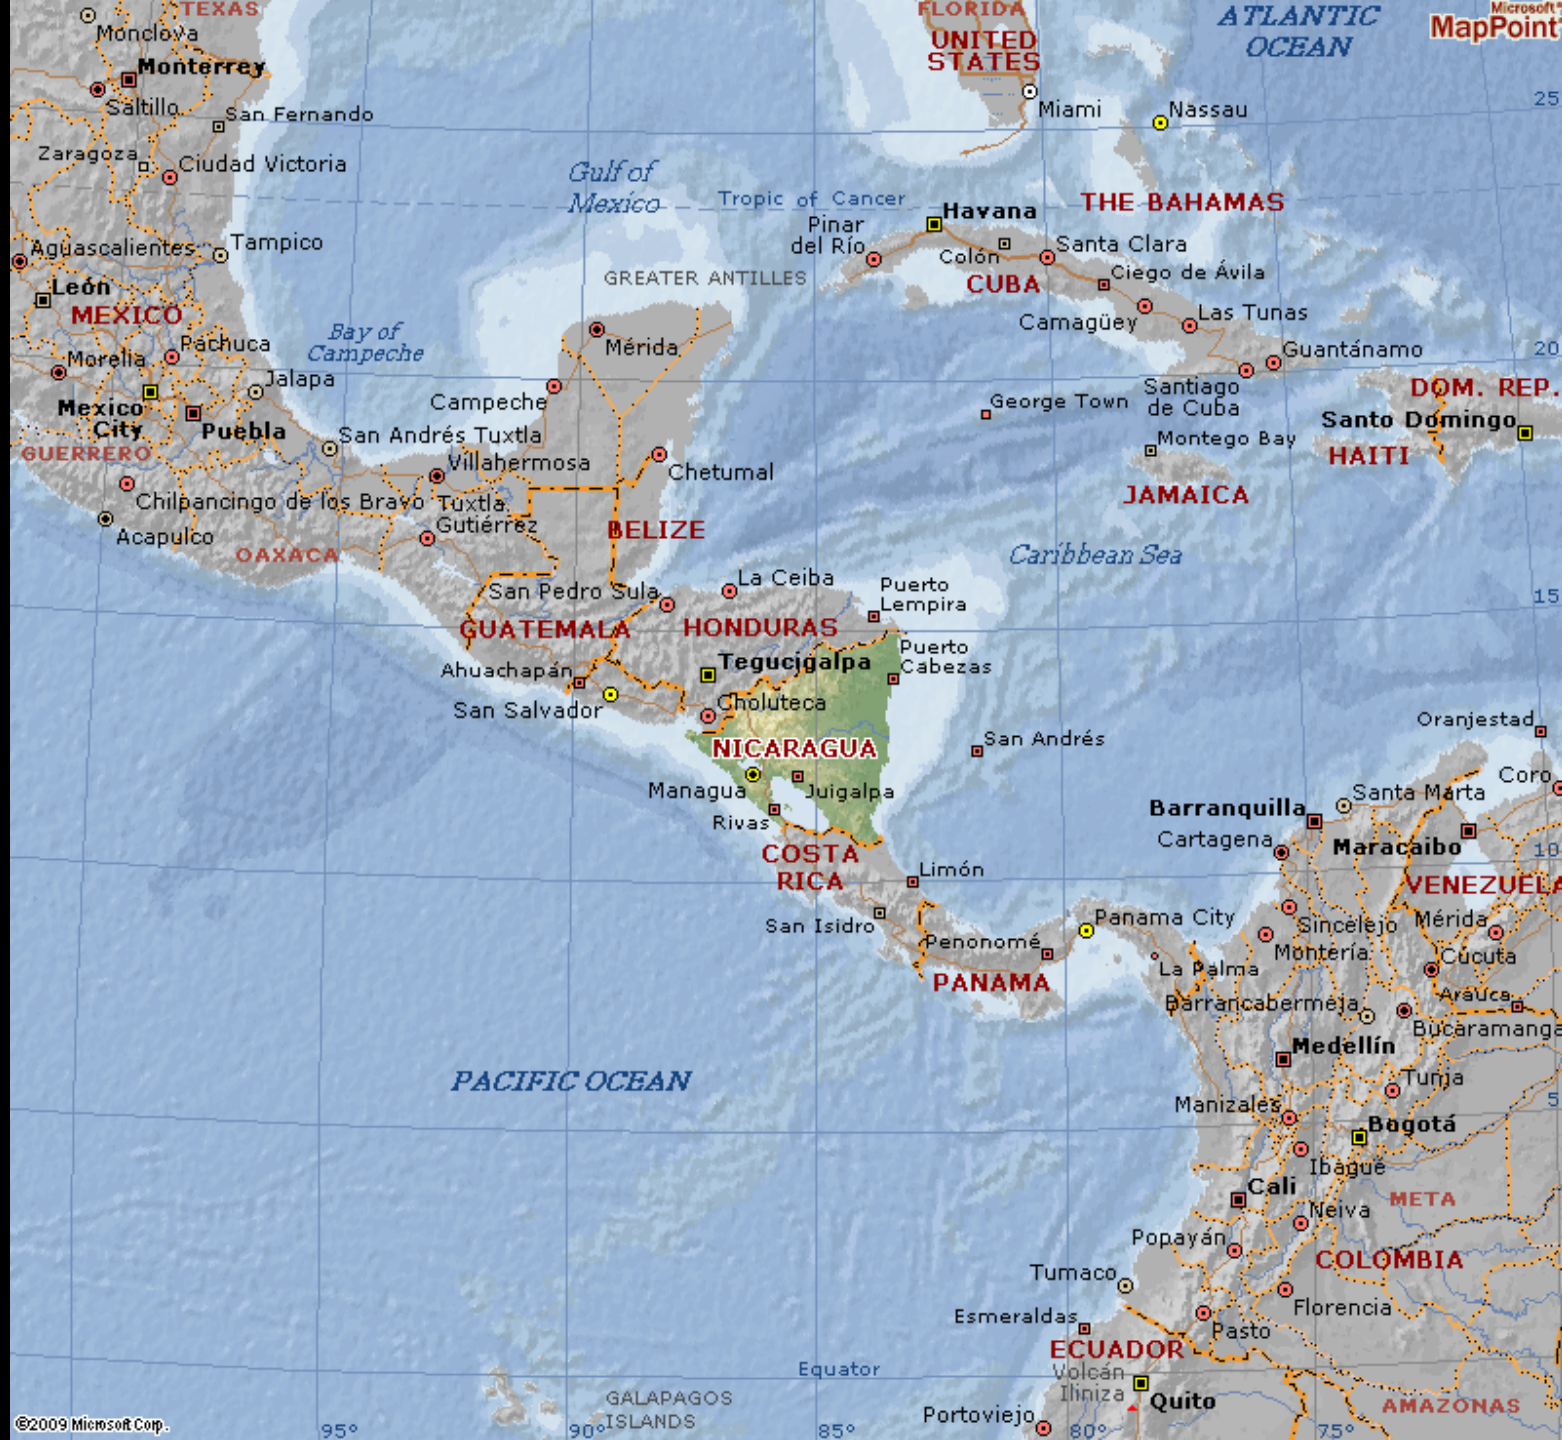 TEXAS
FLORIDA
UNITED
STATES
ATLANTIC
OCEAN
Microsoft®
MapPoint®
Monclova
Monterrey
Saltillo
San Fernando
Miami
Nassau
25
Zaragoza
Ciudad Victoria
Gulf of
Mexico
Tropic of Cancer
Havana
THE BAHAMAS
Pinar
del Río
Aguascalientes
Tampico
Colón
Santa Clara
León
GREATER ANTILLES
CUBA
Ciego de Ávila
MEXICO
Bay of
Campeche
Camagüey
Las Tunas
Pachuca
Morelia
Mérida
Guantánamo
20
Jalapa
Campeche
Santiago
de Cuba
DOM. REP.
Mexico
City
Puebla
George Town
Santo Domingo
San Andrés Tuxtla
Montego Bay
GUERRERO
Villahermosa
Chetumal
HAITI
Chilpancingo de los Bravo
Tuxtla
Gutiérrez
JAMAICA
Acapulco
OAXACA
BELIZE
Caribbean Sea
San Pedro Sula
La Ceiba
Puerto
Lempira
15
GUATEMALA
HONDURAS
Puerto
Cabezas
Ahuachapán
Tegucigalpa
San Salvador
Choluteca
NICARAGUA
San Andrés
Oranjestad
Managua
Juigalpa
Coro
Santa Marta
Rivas
Barranquilla
Cartagena
Maracaibo
10
COSTA
RICA
Limón
VENEZUELA
San Isidro
Panama City
Sincelejo
Mérida
Penonomé
Montería
Cúcuta
PANAMA
La Palma
Barrancabermeja
Arauca
Bucaramanga
Medellín
PACIFIC OCEAN
Tunja
Manizales
5
Bogotá
Ibagué
Cali
META
Neiva
Popayán
COLOMBIA
Tumaco
Florencia
Esmeraldas
Pasto
ECUADOR
Equator
Volcán
Iliniza
GALAPAGOS
ISLANDS
Quito
AMAZONAS
Portoviejo
©2009 Microsoft Corp.
95°
90°
85°
80°
75°